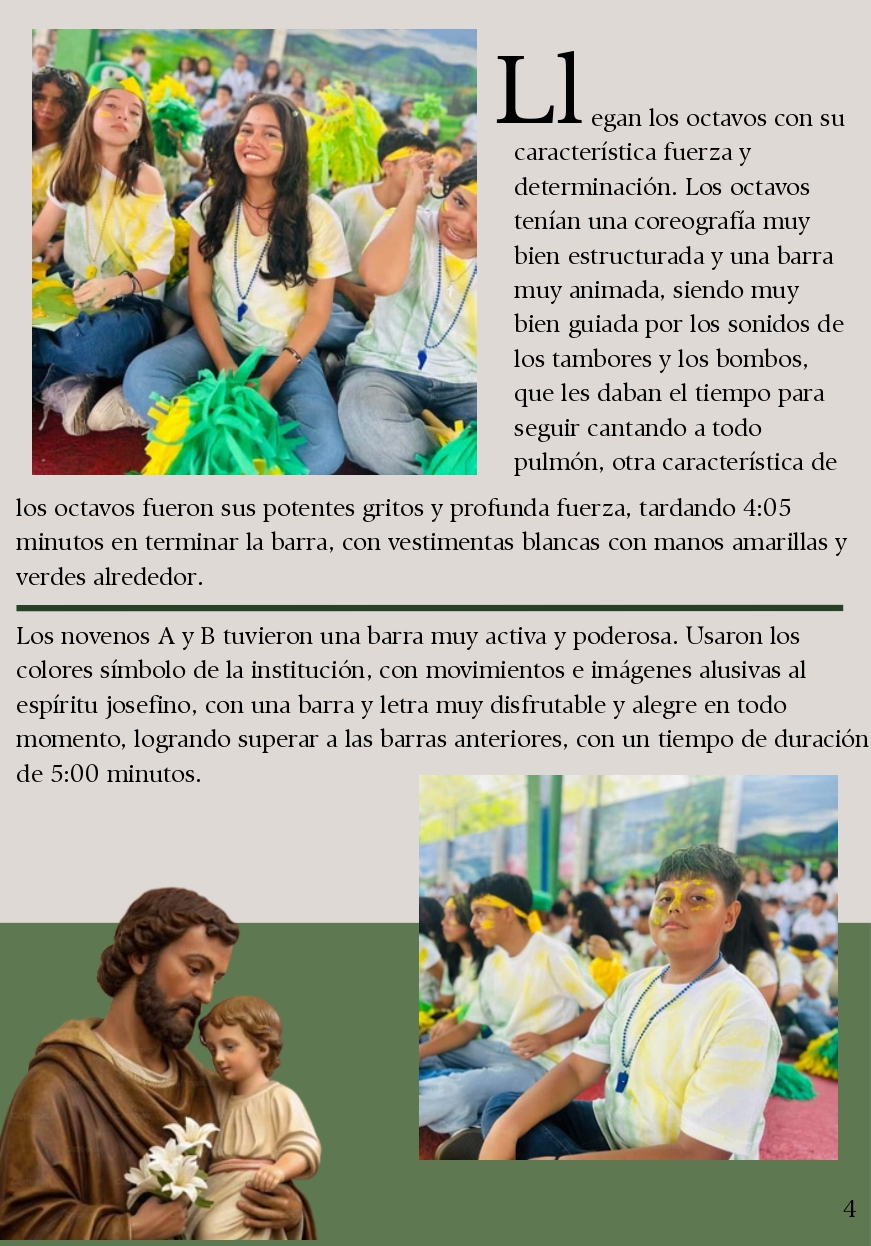 Llegan los octavos con su
característica fuerza y
determinación. Los octavos
tenían una coreografía muy
bien estructurada y una barra
muy animada, siendo muy
bien guiada por los sonidos de
los tambores y los bombos,
que les daban el tiempo para
seguir cantando a todo
pulmón, otra característica de
los octavos fueron sus potentes gritos y profunda fuerza, tardando 4:05
minutos en terminar la barra, con vestimentas blancas con manos amarillas y
verdes alrededor.
Los novenos A y B tuvieron una barra muy activa y poderosa. Usaron los
colores símbolo de la institución, con movimientos e imágenes alusivas al
espíritu josefino, con una barra y letra muy disfrutable y alegre en todo
momento, logrando superar a las barras anteriores, con un tiempo de duración
de 5:00 minutos.
4